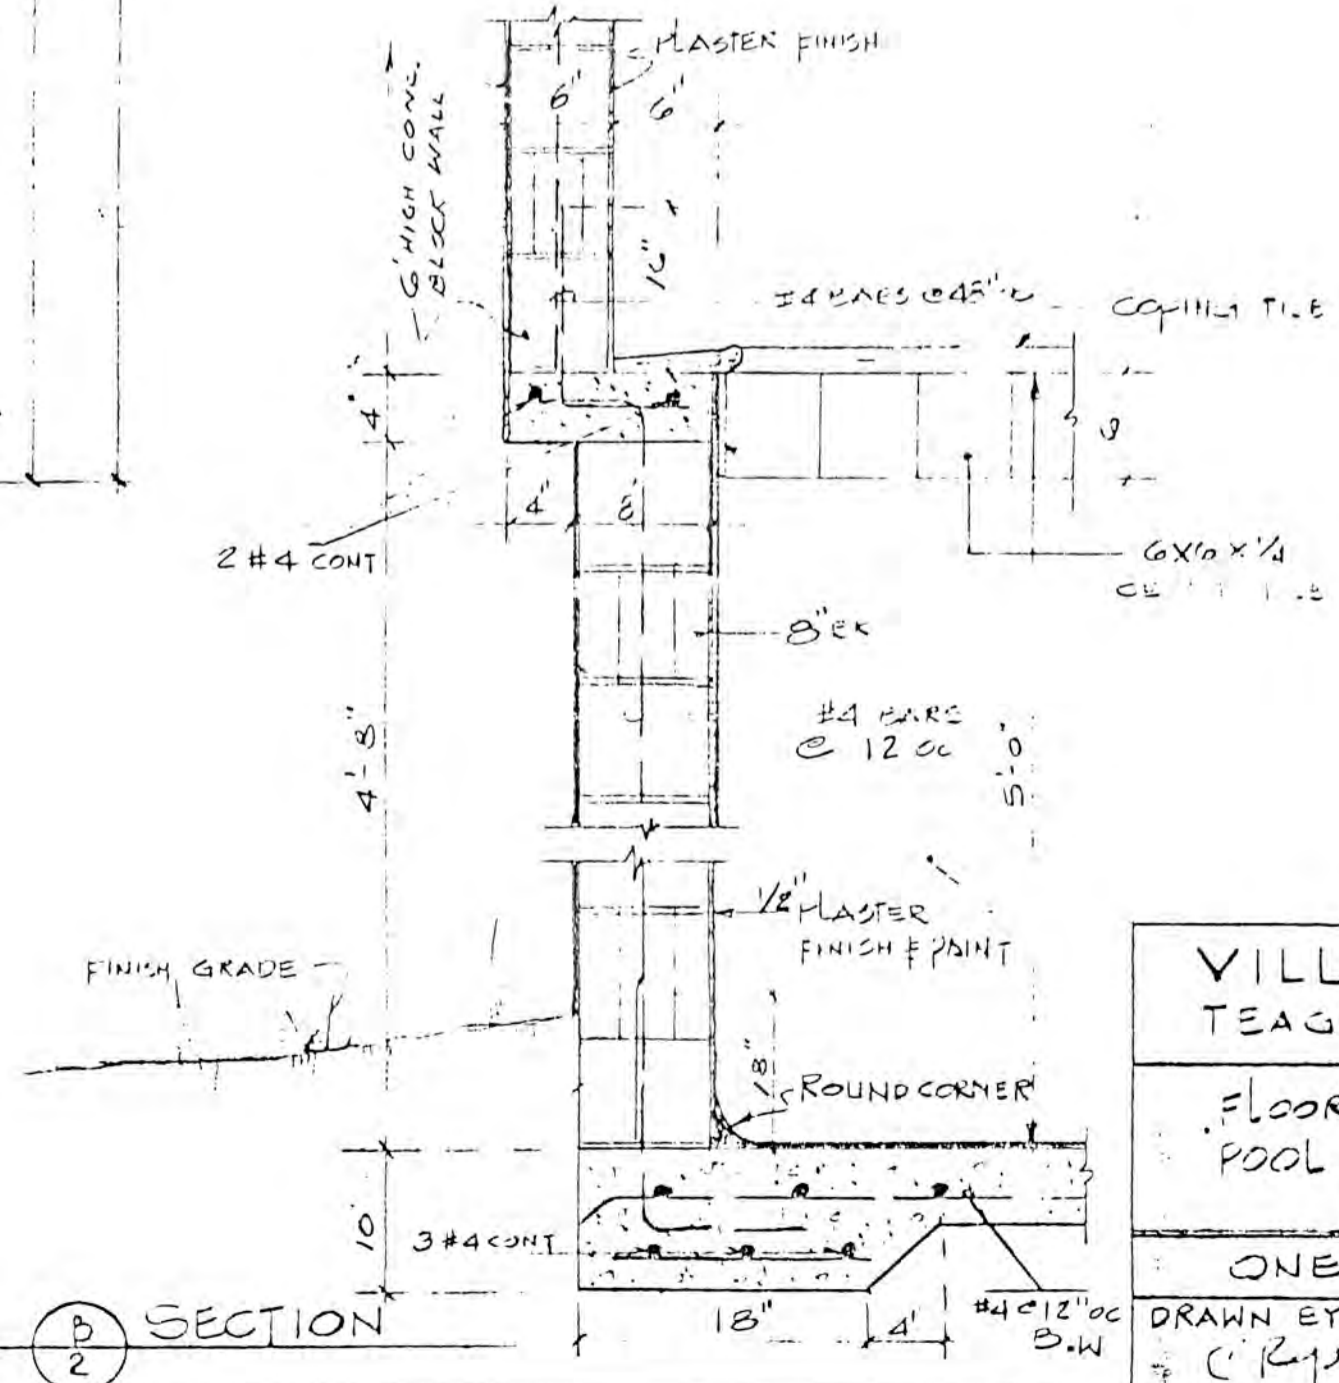 PLASTER FINISH
6"
6"
6' HIGH CONC.
BLOCK WALL
16"
#4 BARS @ 48" 
COPING TILE
4"
4"
8"
6
2 #4 CONT
6X6 X 1/4
8" BK
#4 BARS
@ 12 OC
4'-8"
5'-0"
1/2" PLASTER
FINISH & PAINT
FINISH GRADE
VILL
TEAG
8"
ROUND CORNER
FLOOR
POOL
10"
3 #4 CONT
ONE
B
2
SECTION
18"
4'
#4 @ 12" OC
B.W
DRAWN BY